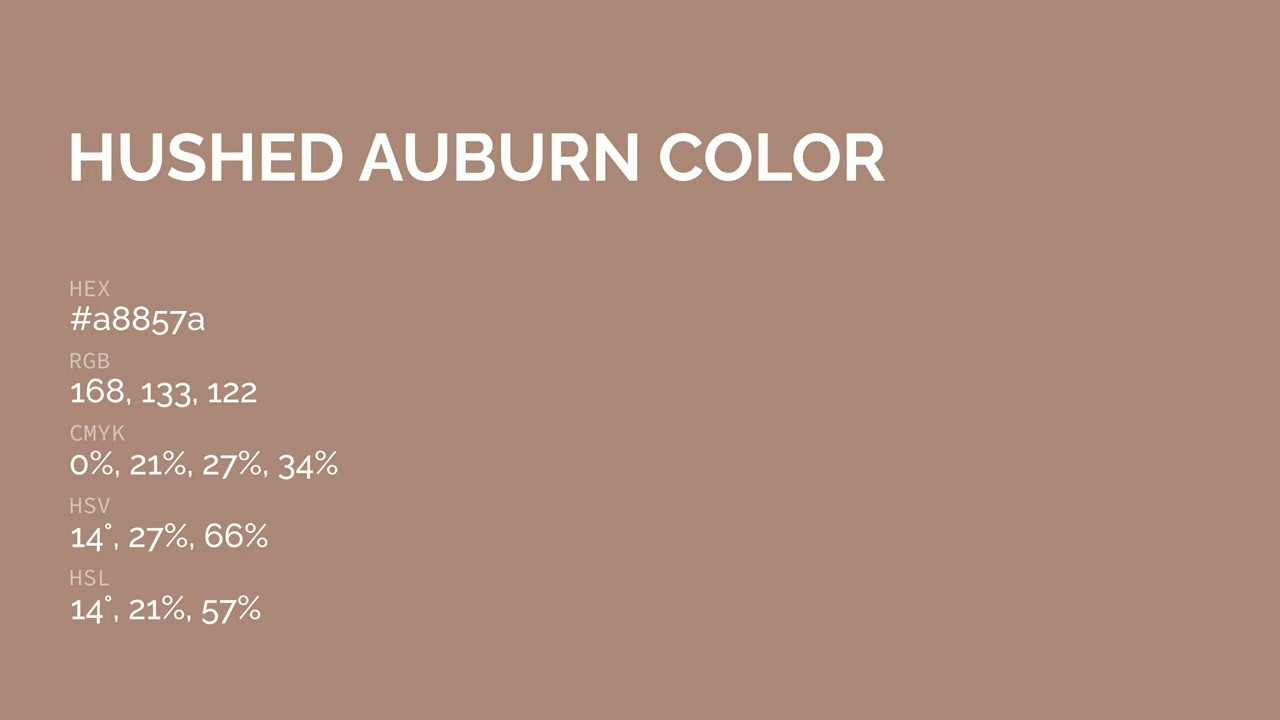 HUSHED AUBURN COLOR
HEX
#a8857a
RGB
168, 133, 122
CMYK
0%, 21%, 27%, 34%
HSV
14°, 27%, 66%
HSL
14°, 21%, 57%